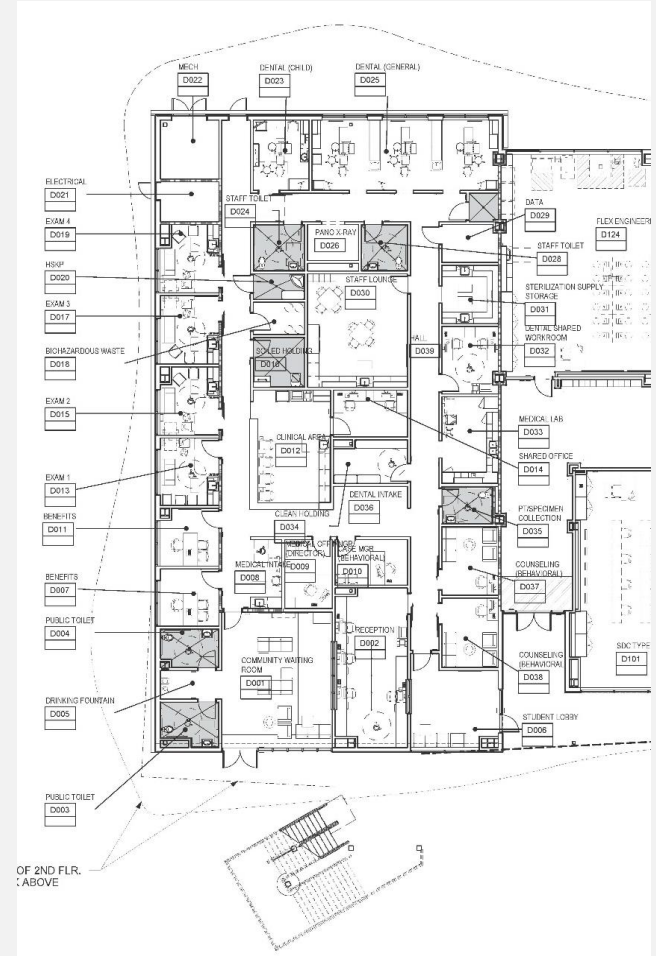 MECH
D022
DENTAL (CHILD)
D023
DENTAL (GENERAL)
D025
ELECTRICAL
D021
EXAM 4
D019
HSKP
D020
EXAM 3
D017
BIOHAZARDOUS WASTE
D018
EXAM 2
D015
EXAM 1
D013
BENEFITS
D011
BENEFITS
D007
PUBLIC TOILET
D004
DRINKING FOUNTAIN
D005
PUBLIC TOILET
D003
OF 2ND FLR.
ABOVE
STAFF TOILET
D024
PANO X-RAY
D026
STAFF LOUNGE
D030
SOILED HOLDING
D016
HALL
D039
CLINICAL AREA
D012
CLEAN HOLDING
D034
DENTAL INTAKE
D036
MEDICAL INTAKE
D008
(DIRECTOR)
D009
CASE MGR
(BEHAVIORAL)
D010
COMMUNITY WAITING
ROOM
D001
RECEPTION
D002
DATA
D029
STAFF TOILET
D028
STERILIZATION SUPPLY
STORAGE
D031
DENTAL SHARED
WORKROOM
D032
MEDICAL LAB
D033
SHARED OFFICE
D014
PT/SPECIMEN
COLLECTION
D035
COUNSELING
(BEHAVIORAL)
D037
COUNSELING
(BEHAVIORAL
D038
STUDENT LOBBY
D006
FLEX ENGINEERI
D124
SDC TYPE
D101